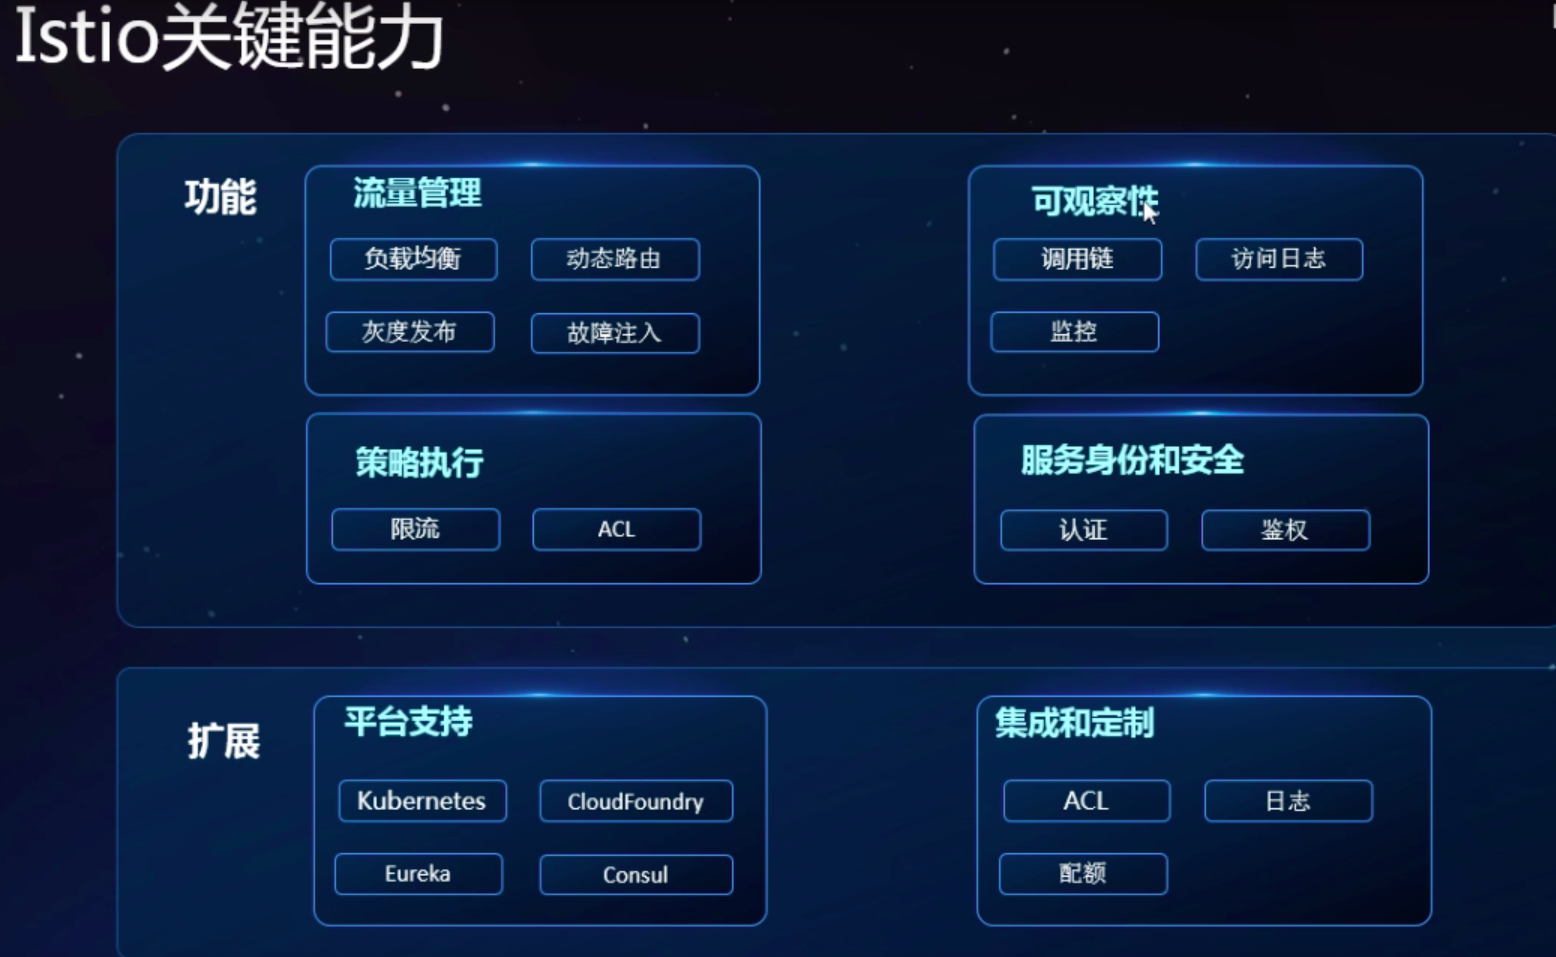 Istio关键能力
功能
流量管理
负载均衡
动态路由
灰度发布
故障注入
可观察性
调用链
访问日志
监控
策略执行
限流
ACL
服务身份和安全
认证
鉴权
扩展
平台支持
Kubernetes
CloudFoundry
Eureka
Consul
集成和定制
ACL
日志
配额